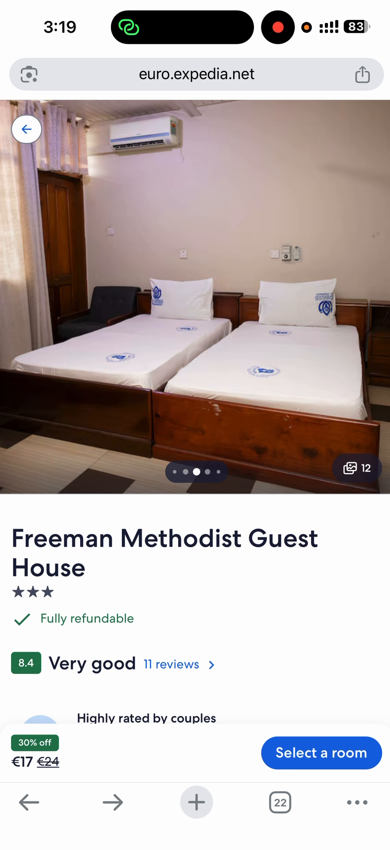 3:19
83
euro.expedia.net
12
Freeman Methodist Guest
House
Fully refundable
8.4 Very good 11 reviews
Highly rated by couples
30% off
€17 €24
Select a room
22